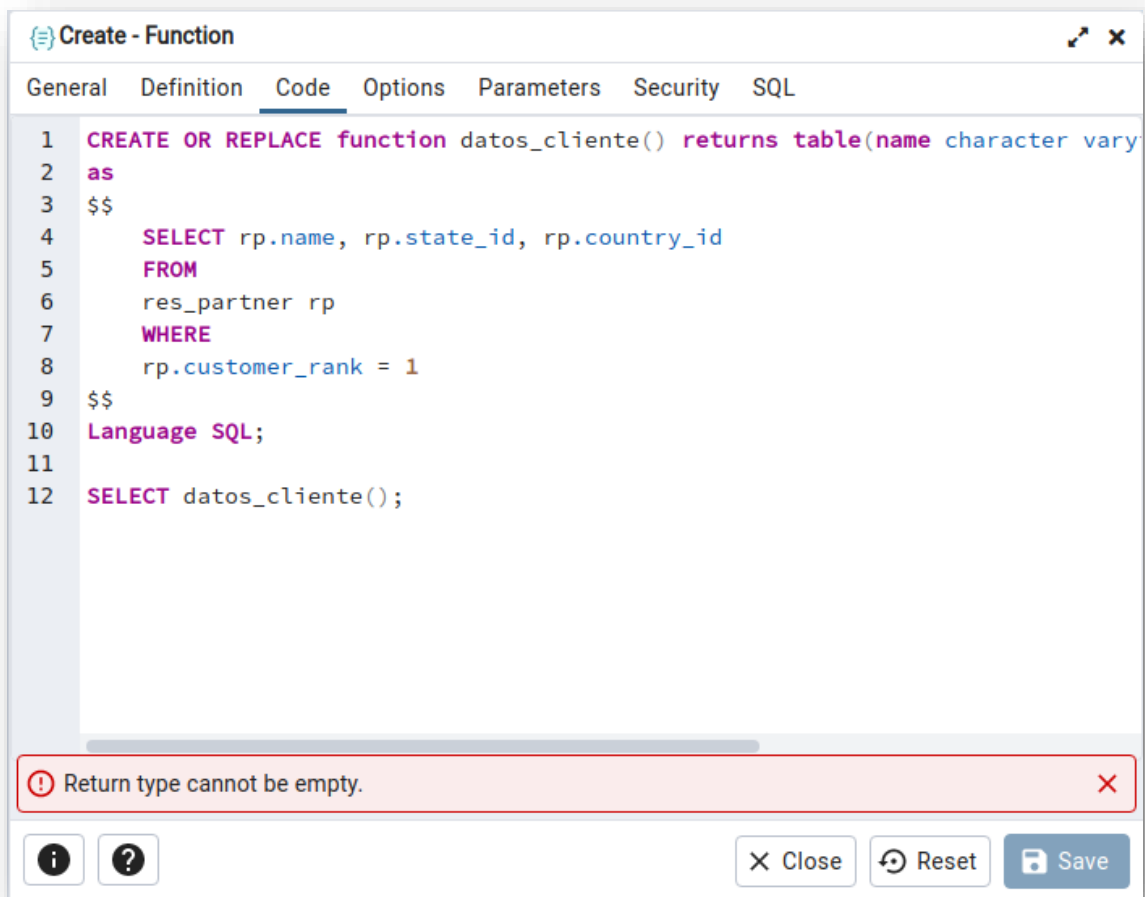 Create - Function
General Definition Code Options Parameters Security SQL
1 CREATE OR REPLACE function datos_cliente() returns table(name character vary
2 as
3 $$
4 SELECT rp.name, rp.state_id, rp.country_id
5 FROM
6 res_partner rp
7 WHERE
8 rp.customer_rank = 1
9 $$
10 Language SQL;
11
12 SELECT datos_cliente();
Return type cannot be empty.
Close Reset Save